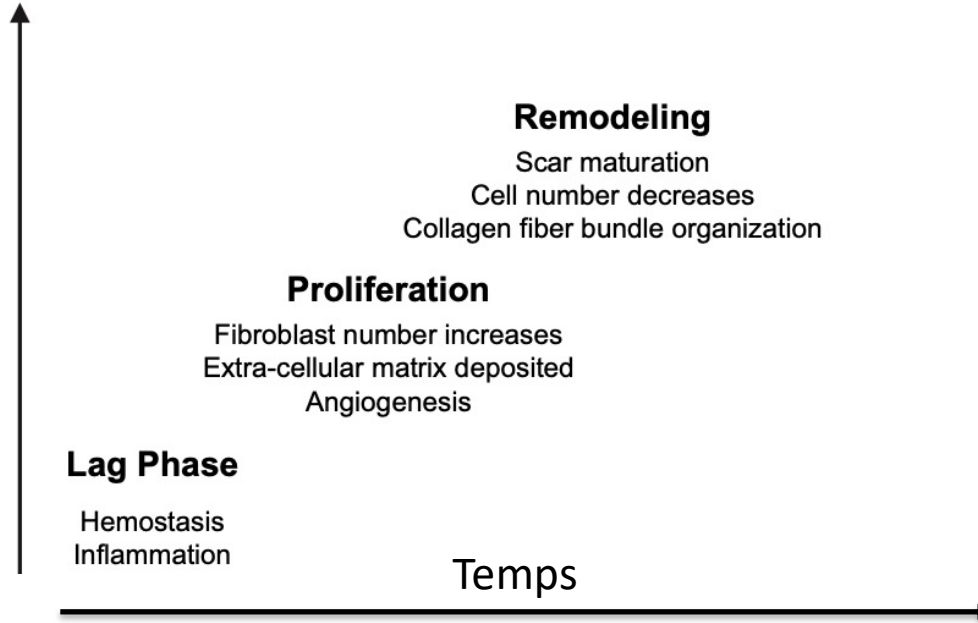 Remodeling
Scar maturation
Cell number decreases
Collagen fiber bundle organization
Proliferation
Fibroblast number increases
Extra-cellular matrix deposited
Angiogenesis
Lag Phase
Hemostasis
Inflammation
Temps